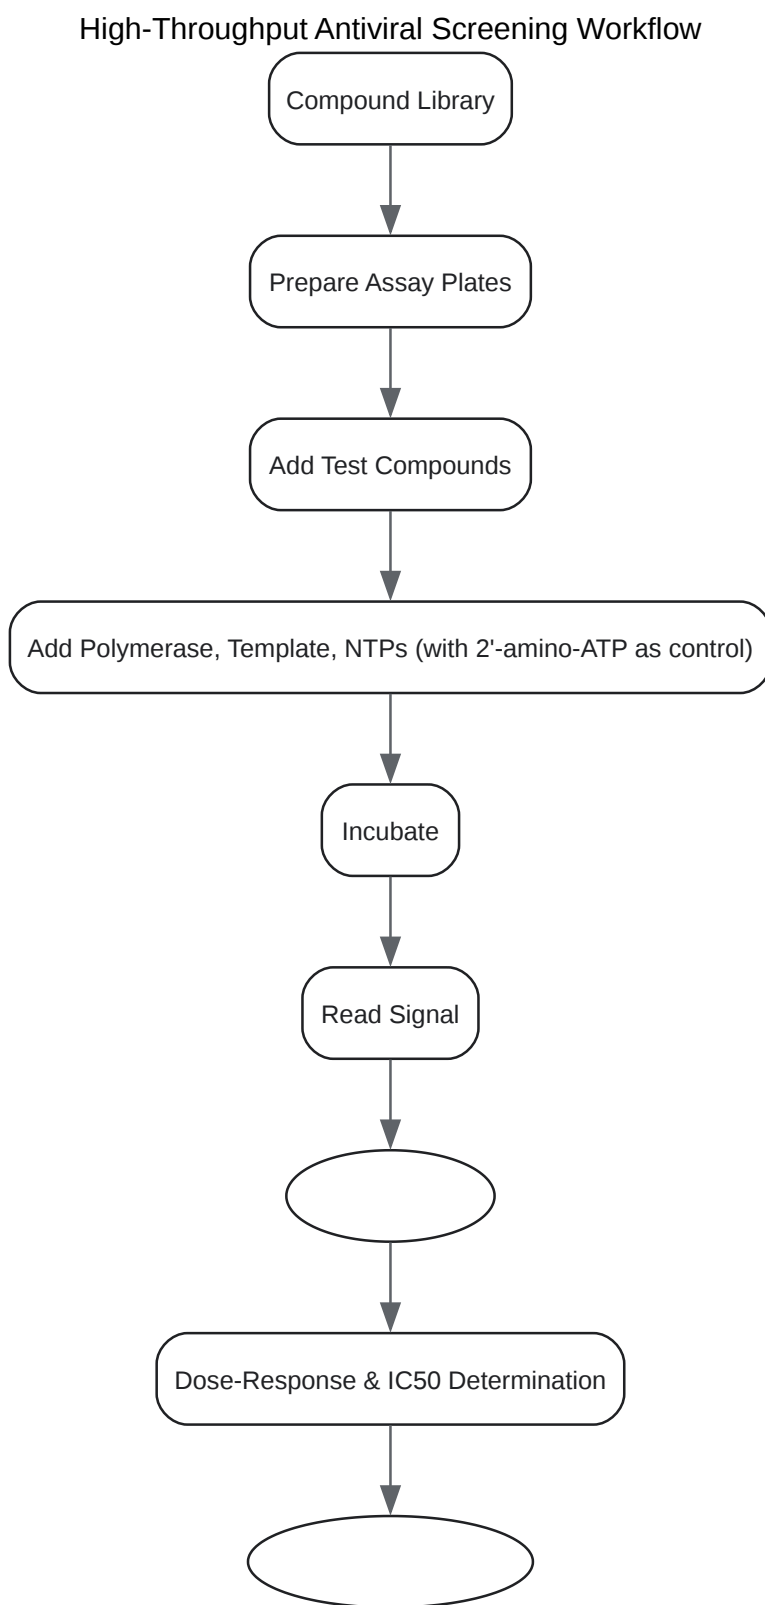 High-Throughput Antiviral Screening Workflow
Compound Library
Prepare Assay Plates
Add Test Compounds
Add Polymerase, Template, NTPs (with 2'-amino-ATP as control)
Incubate
Read Signal
Dose-Response & IC50 Determination